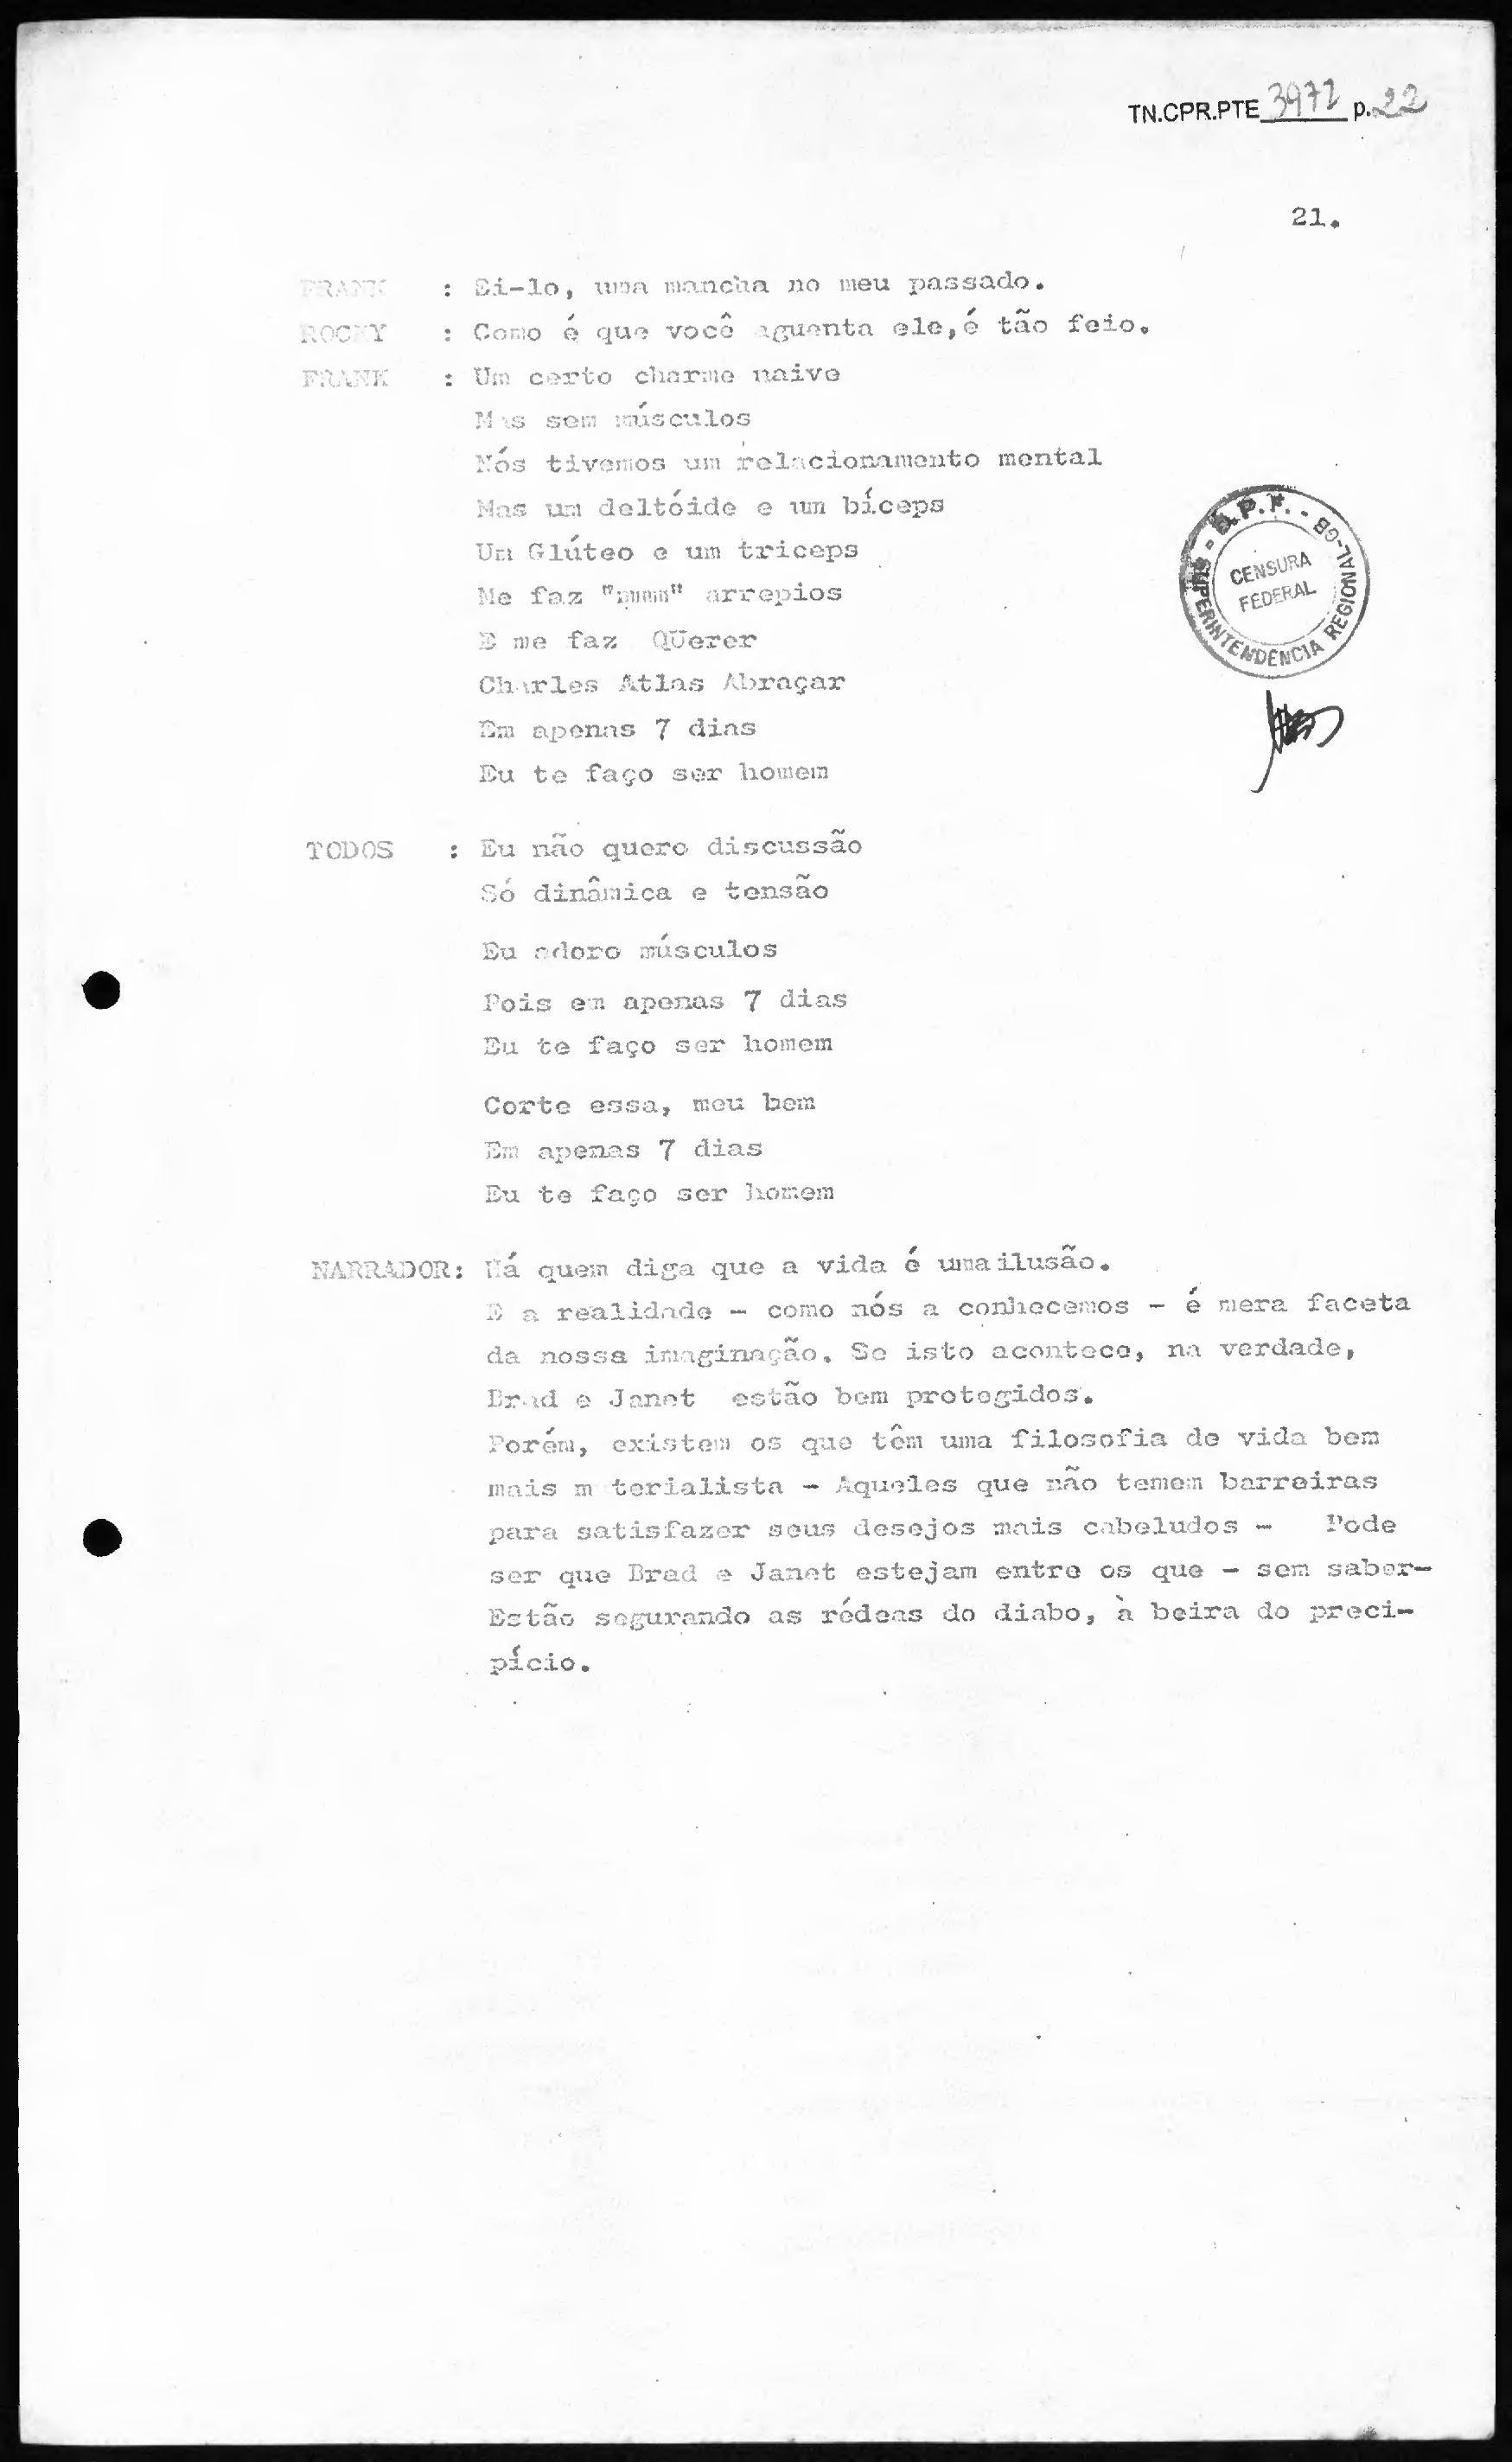 TN.CPR.PTE 3972 p.22
21.
FRANK : Ei-lo, uma mancha no meu passado.
ROCKY : Como é que você aguenta ele,é tão feio.
FRANK : Um certo charme naive
Mas sem músculos
Nós tivemos um relacionamento mental
Mas um deltóide e um bíceps
Um Glúteo e um triceps
Me faz "mmmm" arrepios
E me faz QUerer
Charles Atlas Abraçar
Em apenas 7 dias
Eu te faço ser homem
SUPERINTENDÊNCIA REGIONAL-GB - D.P.F. -
CENSURA
FEDERAL
TODOS : Eu não quero discussão
Só dinâmica e tensão
Eu adoro músculos
Pois em apenas 7 dias
Eu te faço ser homem
Corte essa, meu bem
Em apenas 7 dias
Eu te faço ser homem
NARRADOR: Há quem diga que a vida é uma ilusão.
E a realidade - como nós a conhecemos - é mera faceta
da nossa imaginação. Se isto acontece, na verdade,
Brad e Janet estão bem protegidos.
Porém, existem os que têm uma filosofia de vida bem
mais m terialista - Aqueles que não temem barreiras
para satisfazer seus desejos mais cabeludos - Pode
ser que Brad e Janet estejam entre os que - sem saber-
Estão segurando as rédeas do diabo, à beira do preci-
pício.